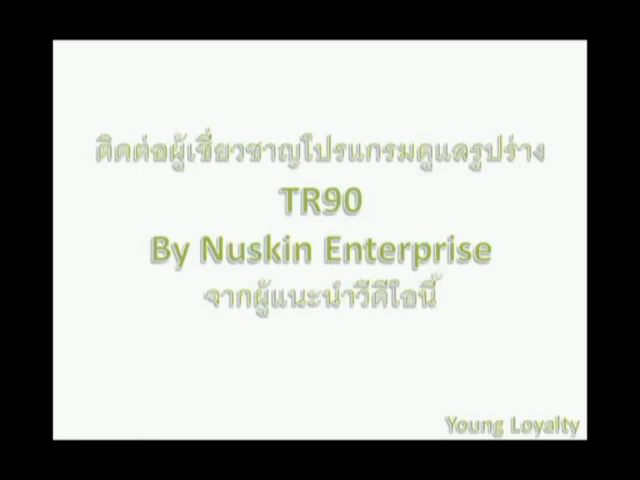 ติดต่อผู้เชี่ยวชาญโปรแกรมดูแลรูปร่าง
TR90
By Nuskin Enterprise
จากผู้แนะนำวีดีโอนี้
Young Loyalty